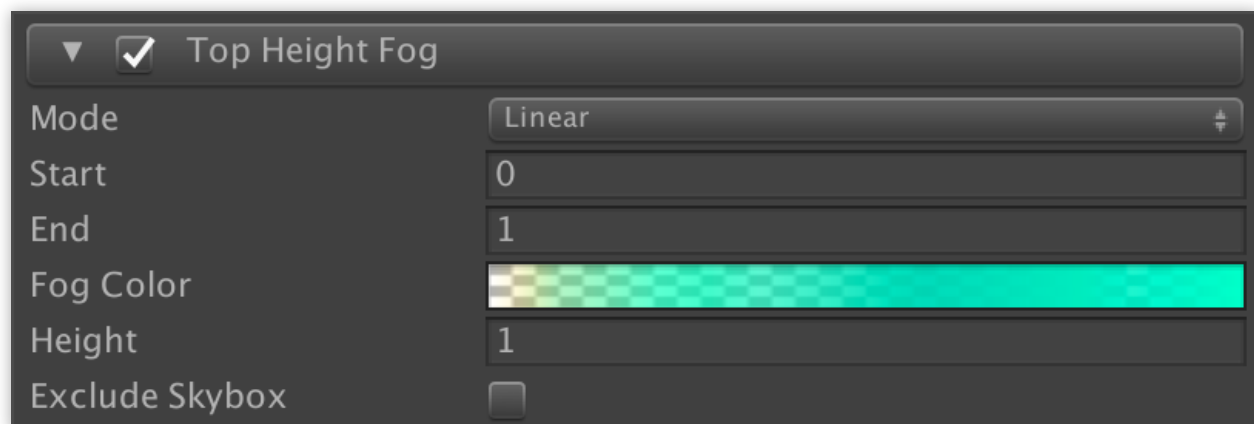 Top Height Fog
Mode Linear
Start 0
End 1
Fog Color
Height 1
Exclude Skybox